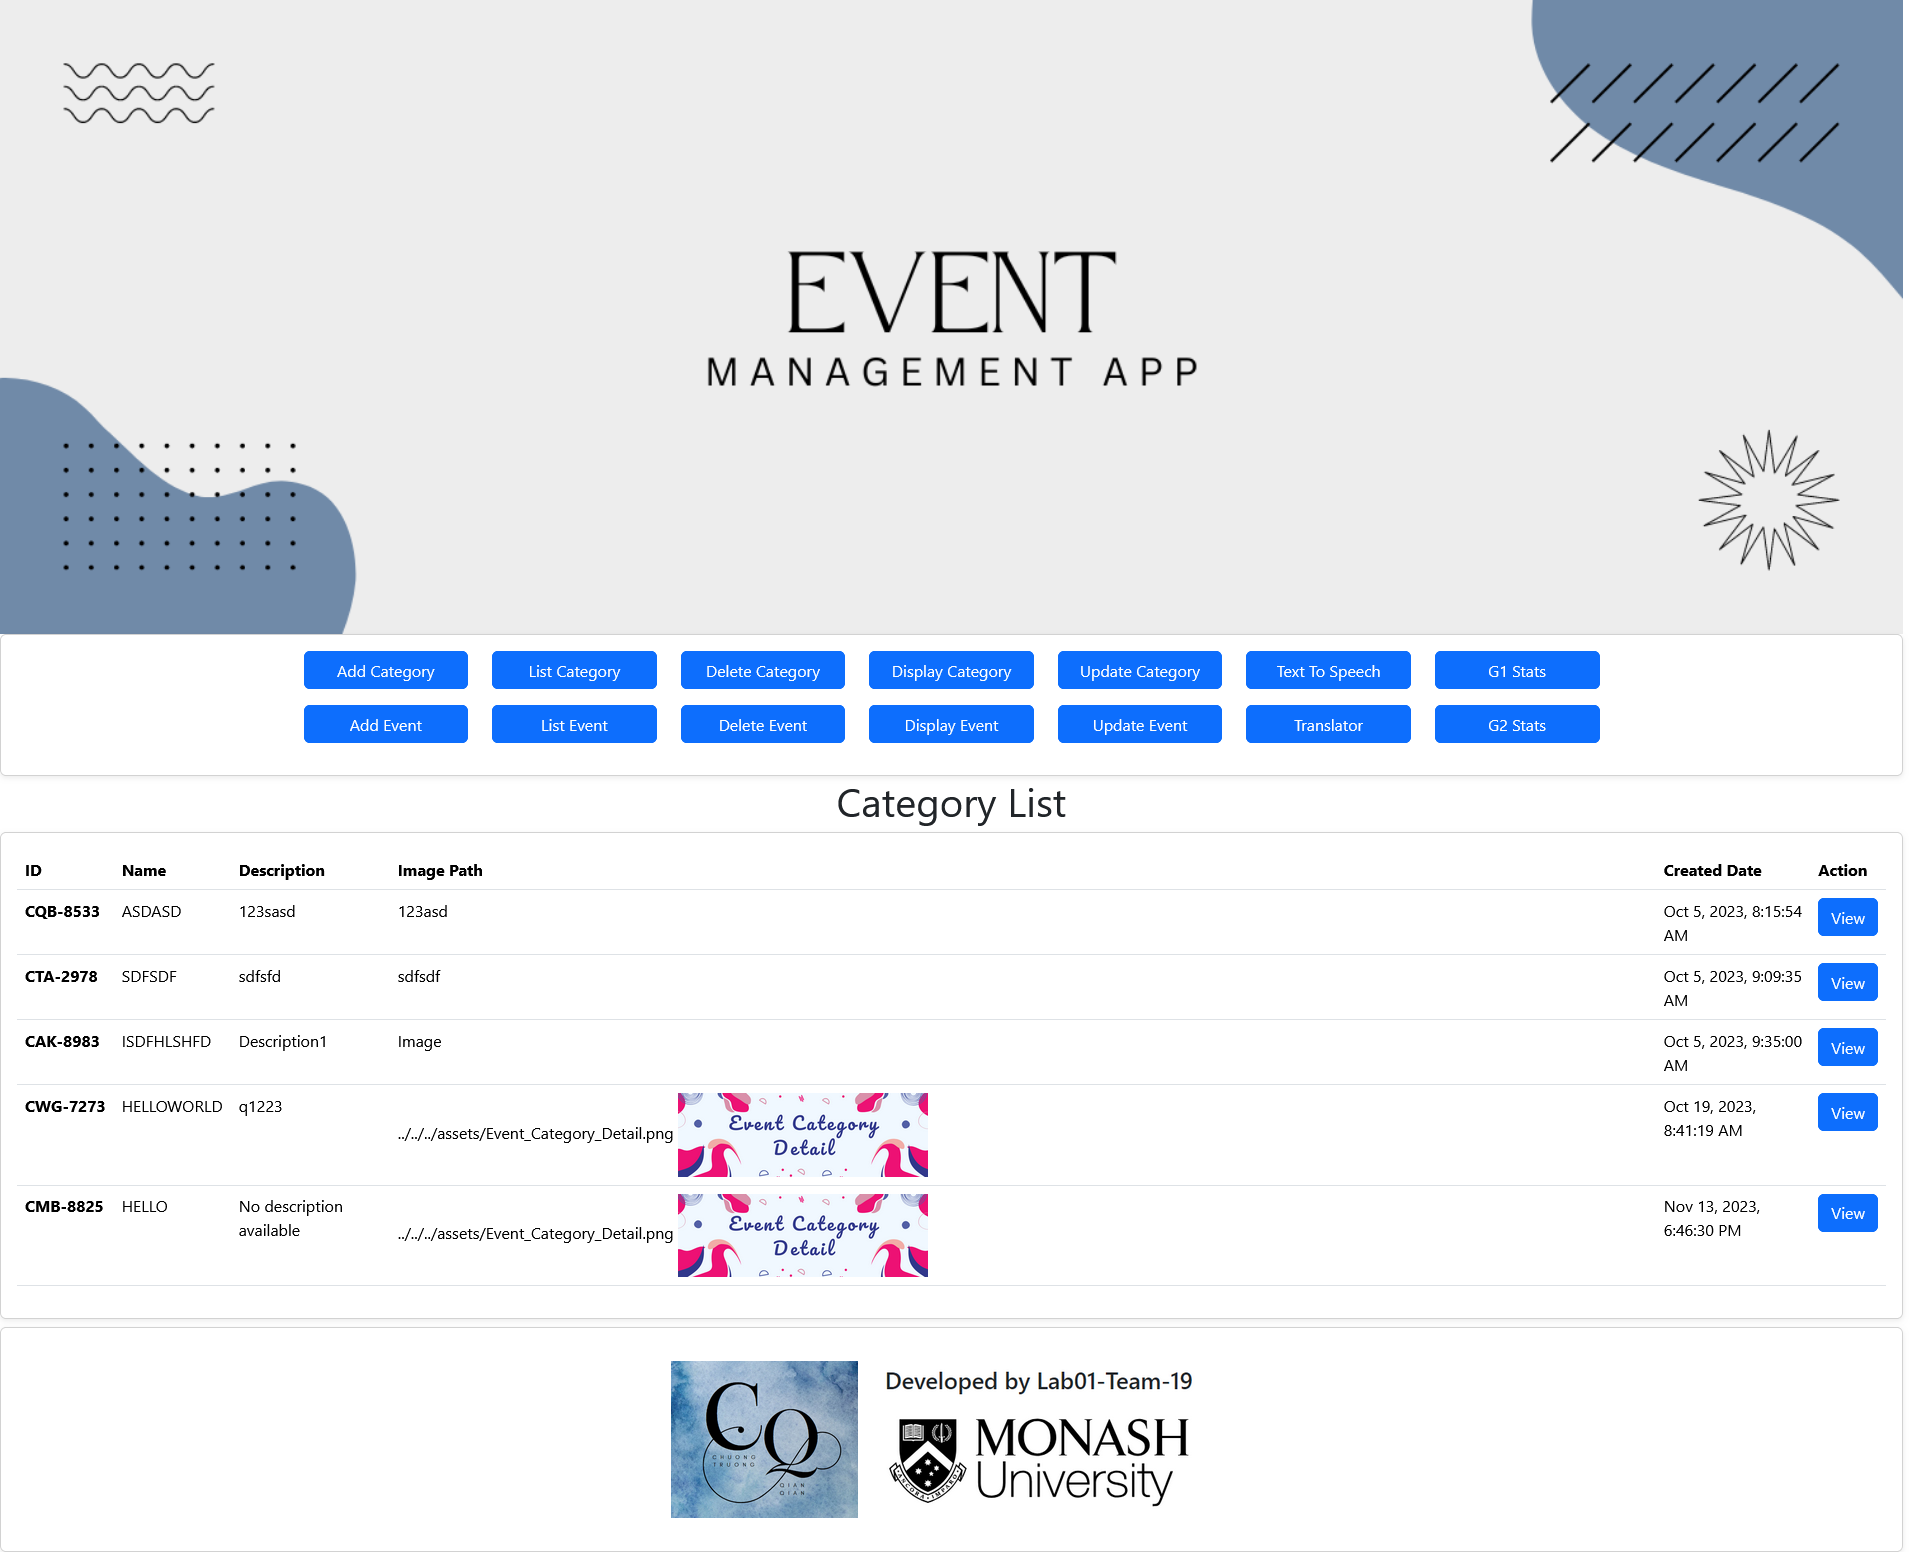 EVENT
MANAGEMENT APP
Add Category List Category Delete Category Display Category Update Category Text To Speech G1 Stats
Add Event List Event Delete Event Display Event Update Event Translator G2 Stats
Category List
ID Name Description Image Path Created Date Action
CQB-8533 ASDASD 123sasd 123asd Oct 5, 2023, 8:15:54 View
AM
CTA-2978 SDFSDF sdfsfd sdfsdf Oct 5, 2023, 9:09:35 View
AM
CAK-8983 ISDFHLSHFD Description1 Image Oct 5, 2023, 9:35:00 View
AM
CWG-7273 HELLOWORLD q1223 Oct 19, 2023, View
../../../assets/Event_Category_Detail.png Event Category 8:41:19 AM
Detail
CMB-8825 HELLO No description Nov 13, 2023, View
available ../../../assets/Event_Category_Detail.png Event Category 6:46:30 PM
Detail
Developed by Lab01-Team-19
CQ
CHUONG
TRUONG
QIAN
QIAN
MONASH
University
ANCORA IMPARO